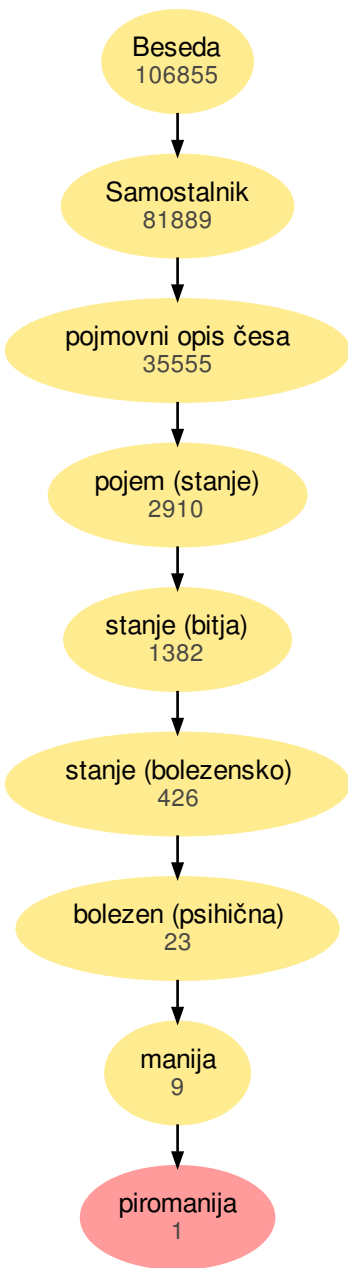 Beseda
106855
Samostalnik
81889
pojmovni opis česa
35555
pojem (stanje)
2910
stanje (bitja)
1382
stanje (bolezensko)
426
bolezen (psihična)
23
manija
9
piromanija
1